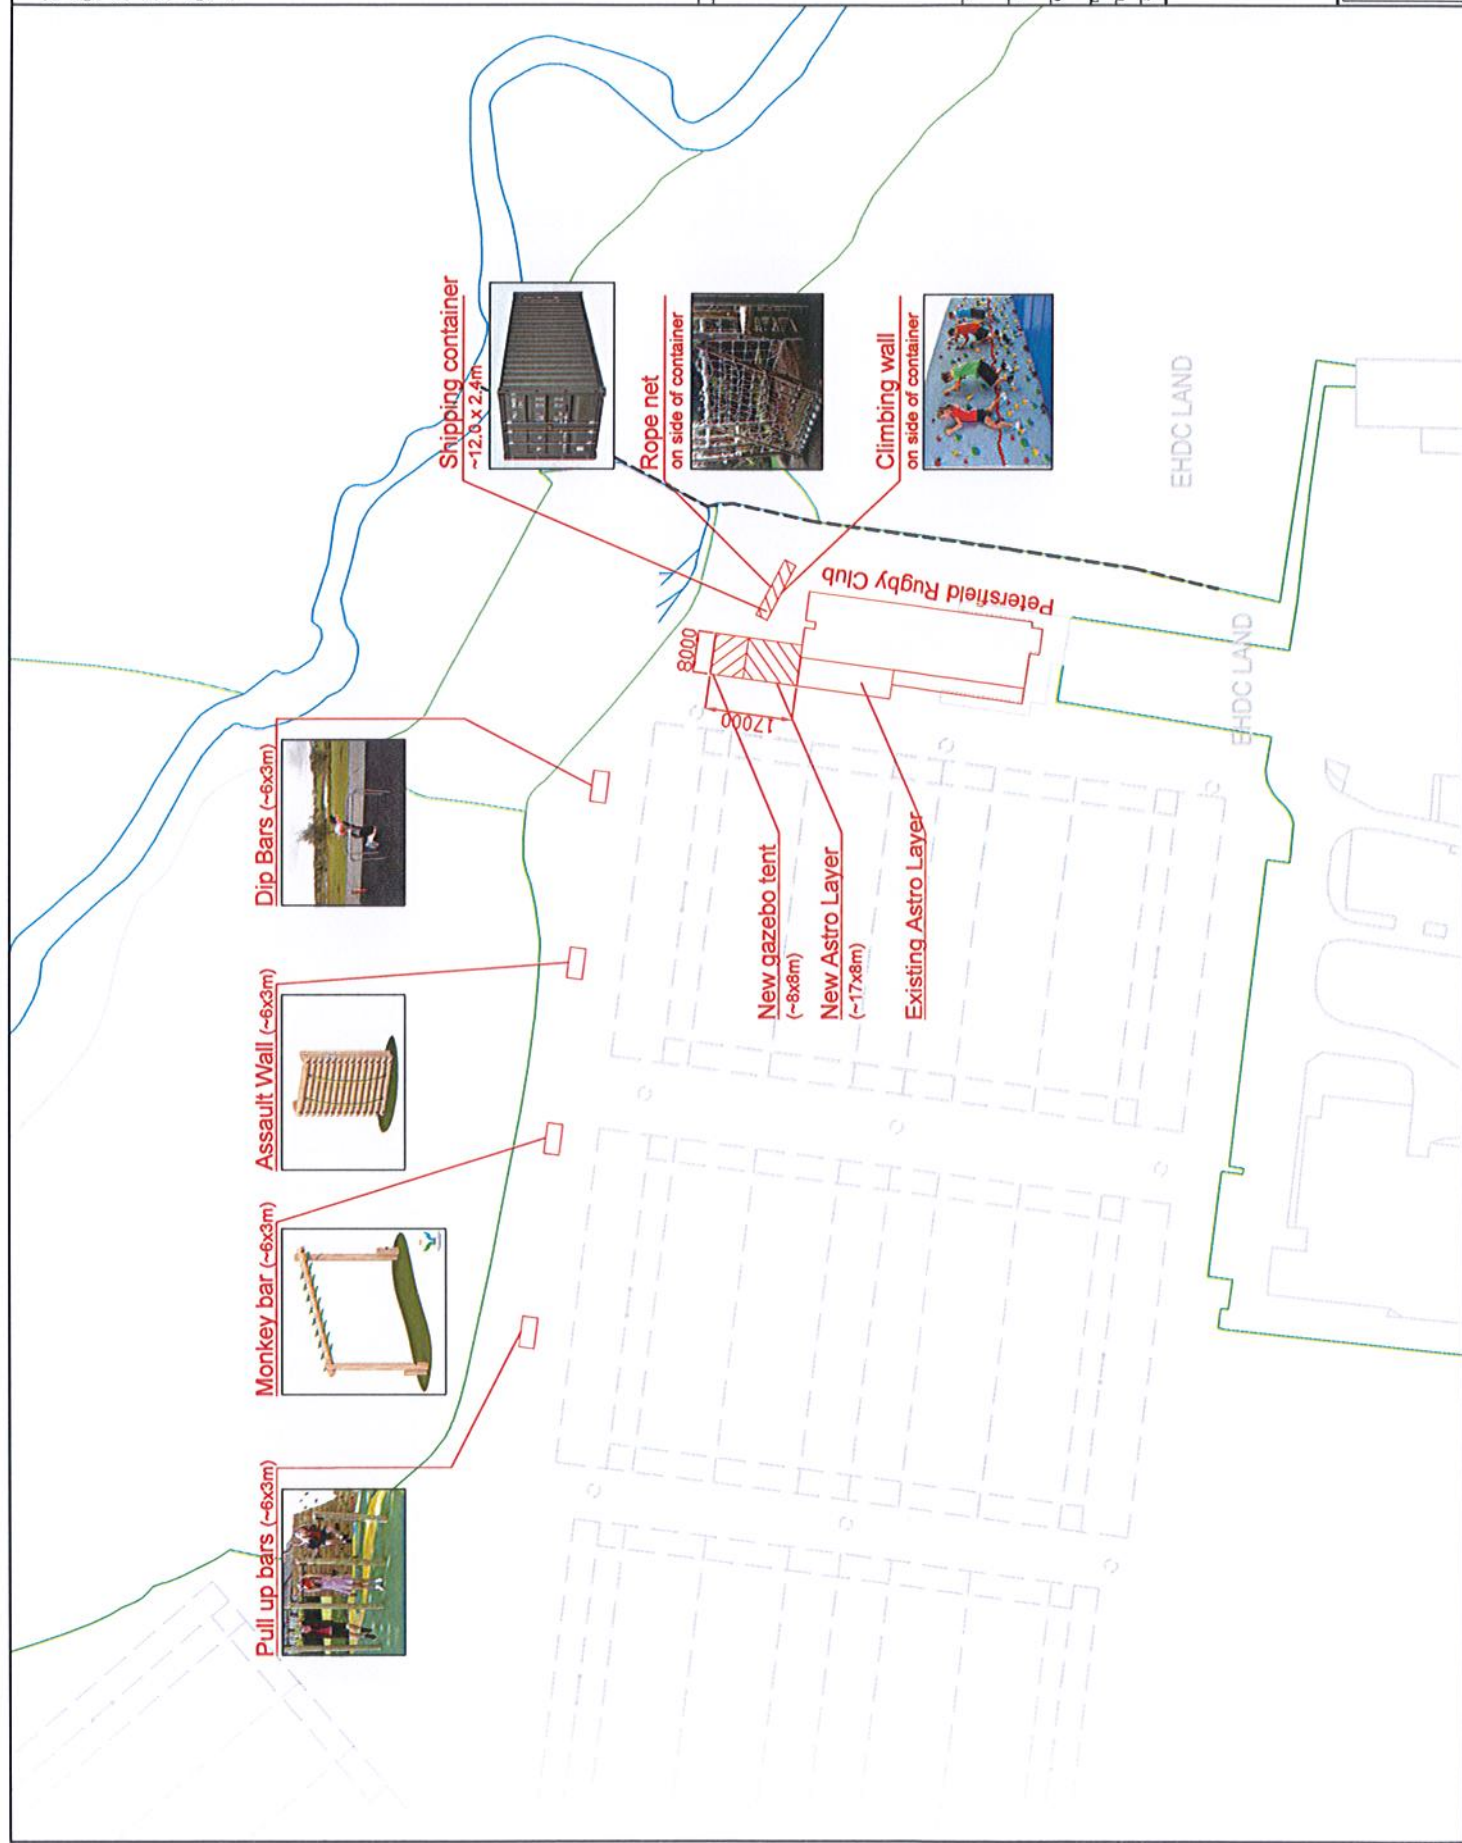 Pull up bars (~6x3m)
Monkey bar (~6x3m)
Assault Wall (~6x3m)
Dip Bars (~6x3m)
Shipping container
~12.0 x 2.4m
Rope net
on side of container
Climbing wall
on side of container
8000
17000
Petersfield Rugby Club
New gazebo tent
(~8x8m)
New Astro Layer
(~17x8m)
Existing Astro Layer
EHDC LAND
EHDC LAND